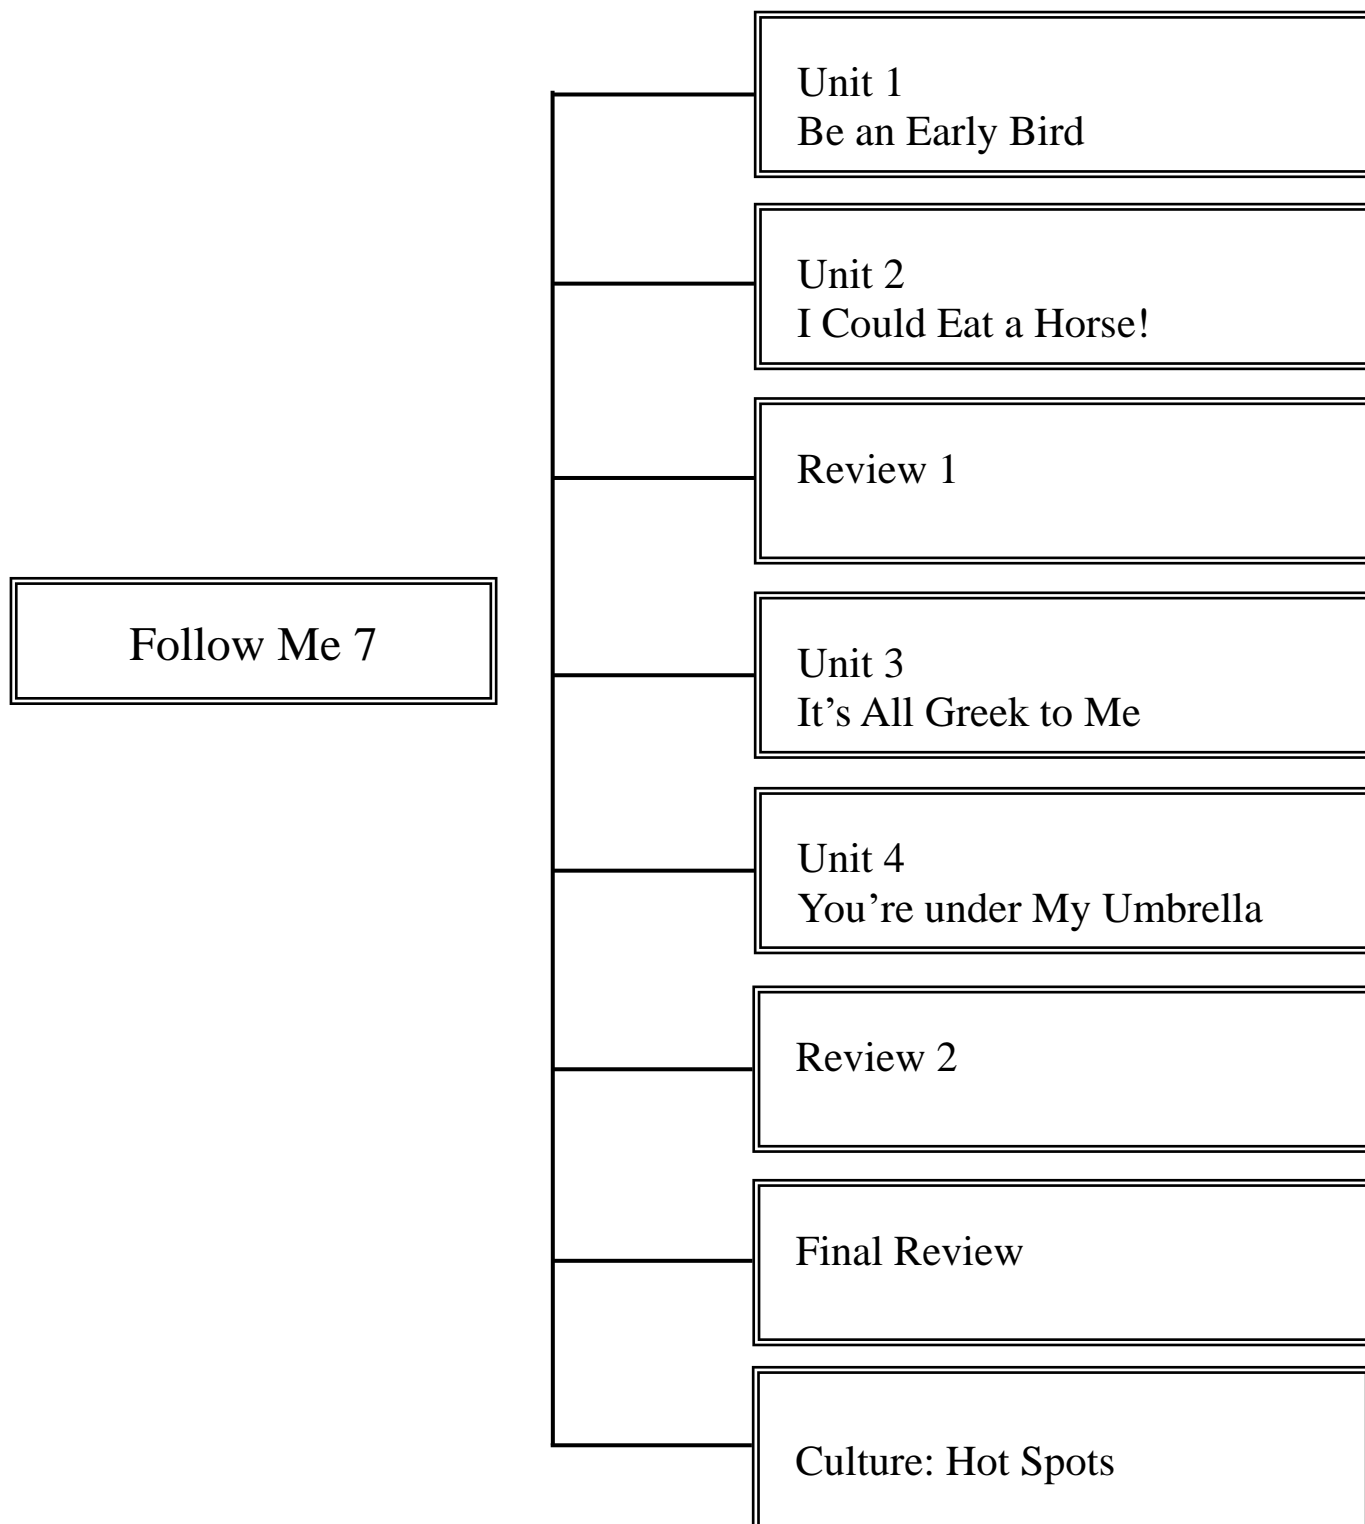 Follow Me 7
Unit 1
Be an Early Bird
Unit 2
I Could Eat a Horse!
Review 1
Unit 3
It’s All Greek to Me
Unit 4
You’re under My Umbrella
Review 2
Final Review
Culture: Hot Spots